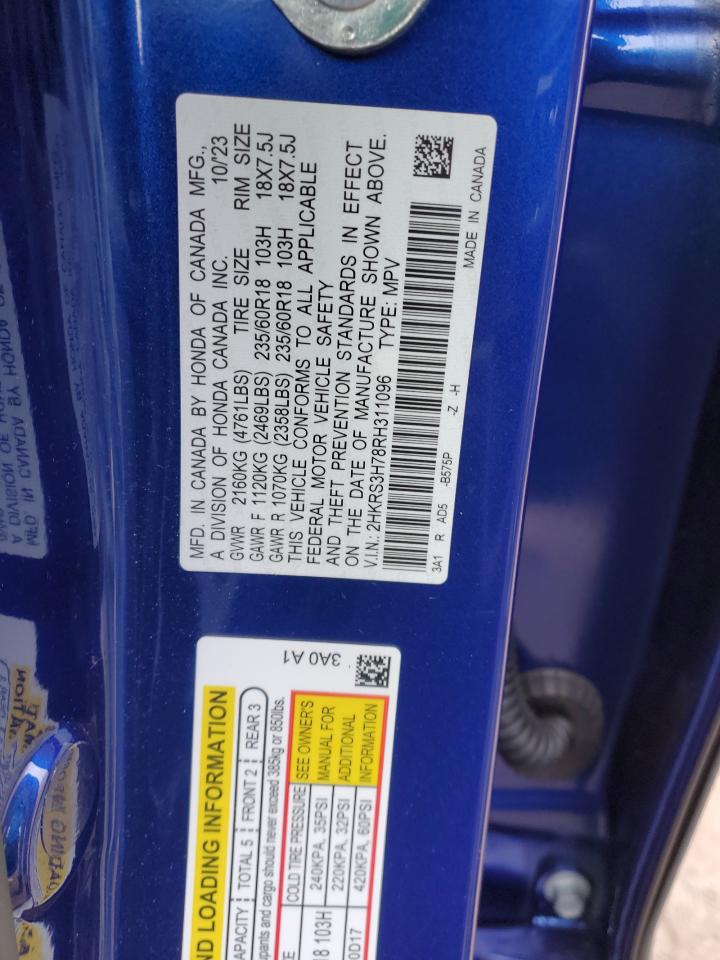 MFD. IN CANADA BY HONDA OF CANADA MFG.,
A DIVISION OF HONDA CANADA INC. 10/'23
GVWR 2160KG (4761LBS) TIRE SIZE RIM SIZE
GAWR F 1120KG (2469LBS) 235/60R18 103H 18X7.5J
GAWR R 1070KG (2358LBS) 235/60R18 103H 18X7.5J
THIS VEHICLE CONFORMS TO ALL APPLICABLE
FEDERAL MOTOR VEHICLE SAFETY
AND THEFT PREVENTION STANDARDS IN EFFECT
ON THE DATE OF MANUFACTURE SHOWN ABOVE.
V.I.N.: 2HKRS3H78RH311096 TYPE: MPV
3A1 R AD5 -B575P -Z -H
MADE IN CANADA
LOADING INFORMATION
TOTAL 5 FRONT 2 REAR 3
and cargo should never exceed 385kg or 850lbs.
COLD TIRE PRESSURE
240KPA, 35PSI
220KPA, 32PSI
420KPA, 60PSI
SEE OWNER'S
MANUAL FOR
ADDITIONAL
INFORMATION
103H
3A0 A1